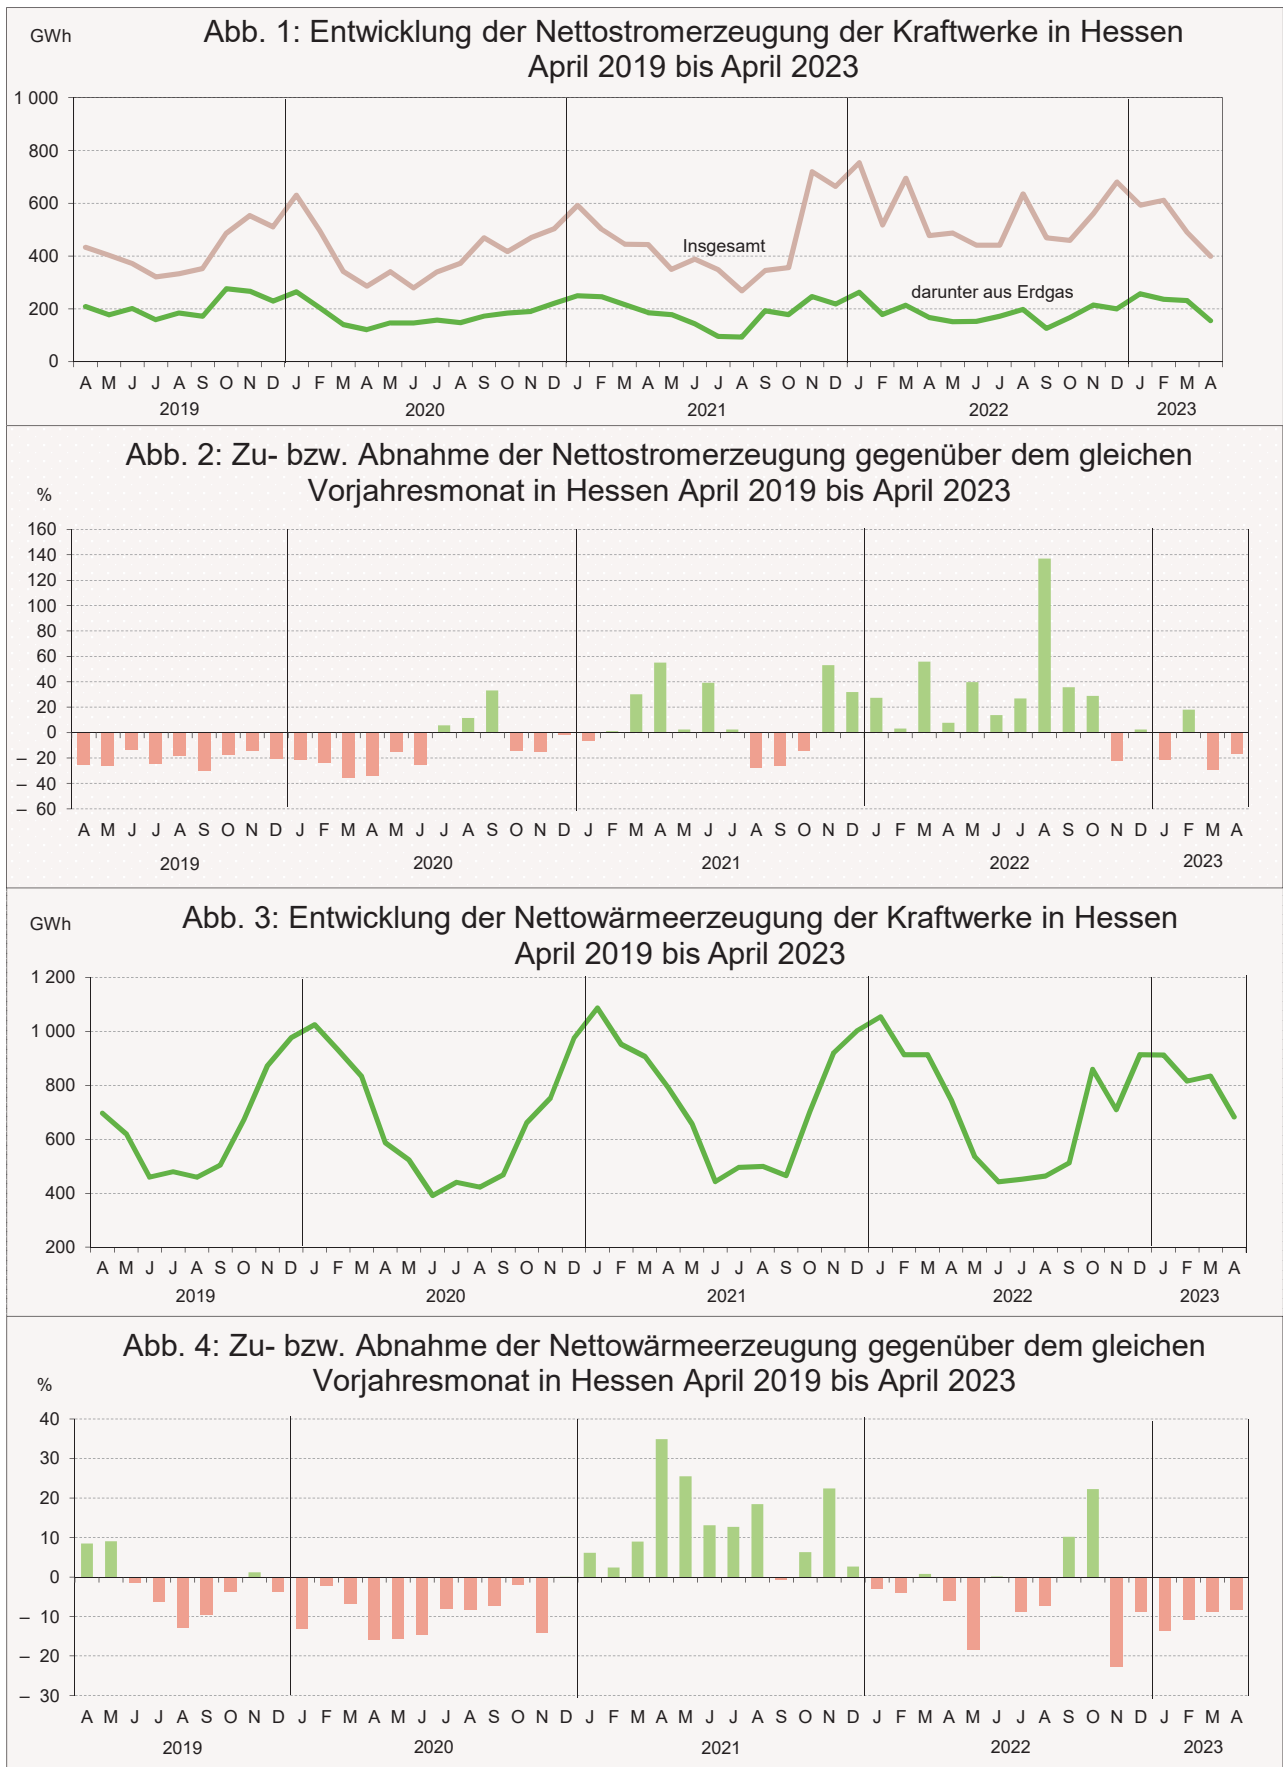 Abb. 1: Entwicklung der Nettostromerzeugung der Kraftwerke in Hessen
April 2019 bis April 2023
GWh
1 000
800
600
400
200
0
Insgesamt
darunter aus Erdgas
A M J J A S O N D J F M A M J J A S O N D J F M A M J J A S O N D J F M A M J J A S O N D J F M A
2019 2020 2021 2022 2023
Abb. 2: Zu- bzw. Abnahme der Nettostromerzeugung gegenüber dem gleichen
Vorjahresmonat in Hessen April 2019 bis April 2023
%
160
140
120
100
80
60
40
20
0
– 20
– 40
– 60
A M J J A S O N D J F M A M J J A S O N D J F M A M J J A S O N D J F M A M J J A S O N D J F M A
2019 2020 2021 2022 2023
Abb. 3: Entwicklung der Nettowärmeerzeugung der Kraftwerke in Hessen
April 2019 bis April 2023
GWh
1 200
1 000
800
600
400
200
A M J J A S O N D J F M A M J J A S O N D J F M A M J J A S O N D J F M A M J J A S O N D J F M A
2019 2020 2021 2022 2023
Abb. 4: Zu- bzw. Abnahme der Nettowärmeerzeugung gegenüber dem gleichen
Vorjahresmonat in Hessen April 2019 bis April 2023
%
40
30
20
10
0
– 10
– 20
– 30
A M J J A S O N D J F M A M J J A S O N D J F M A M J J A S O N D J F M A M J J A S O N D J F M A
2019 2020 2021 2022 2023